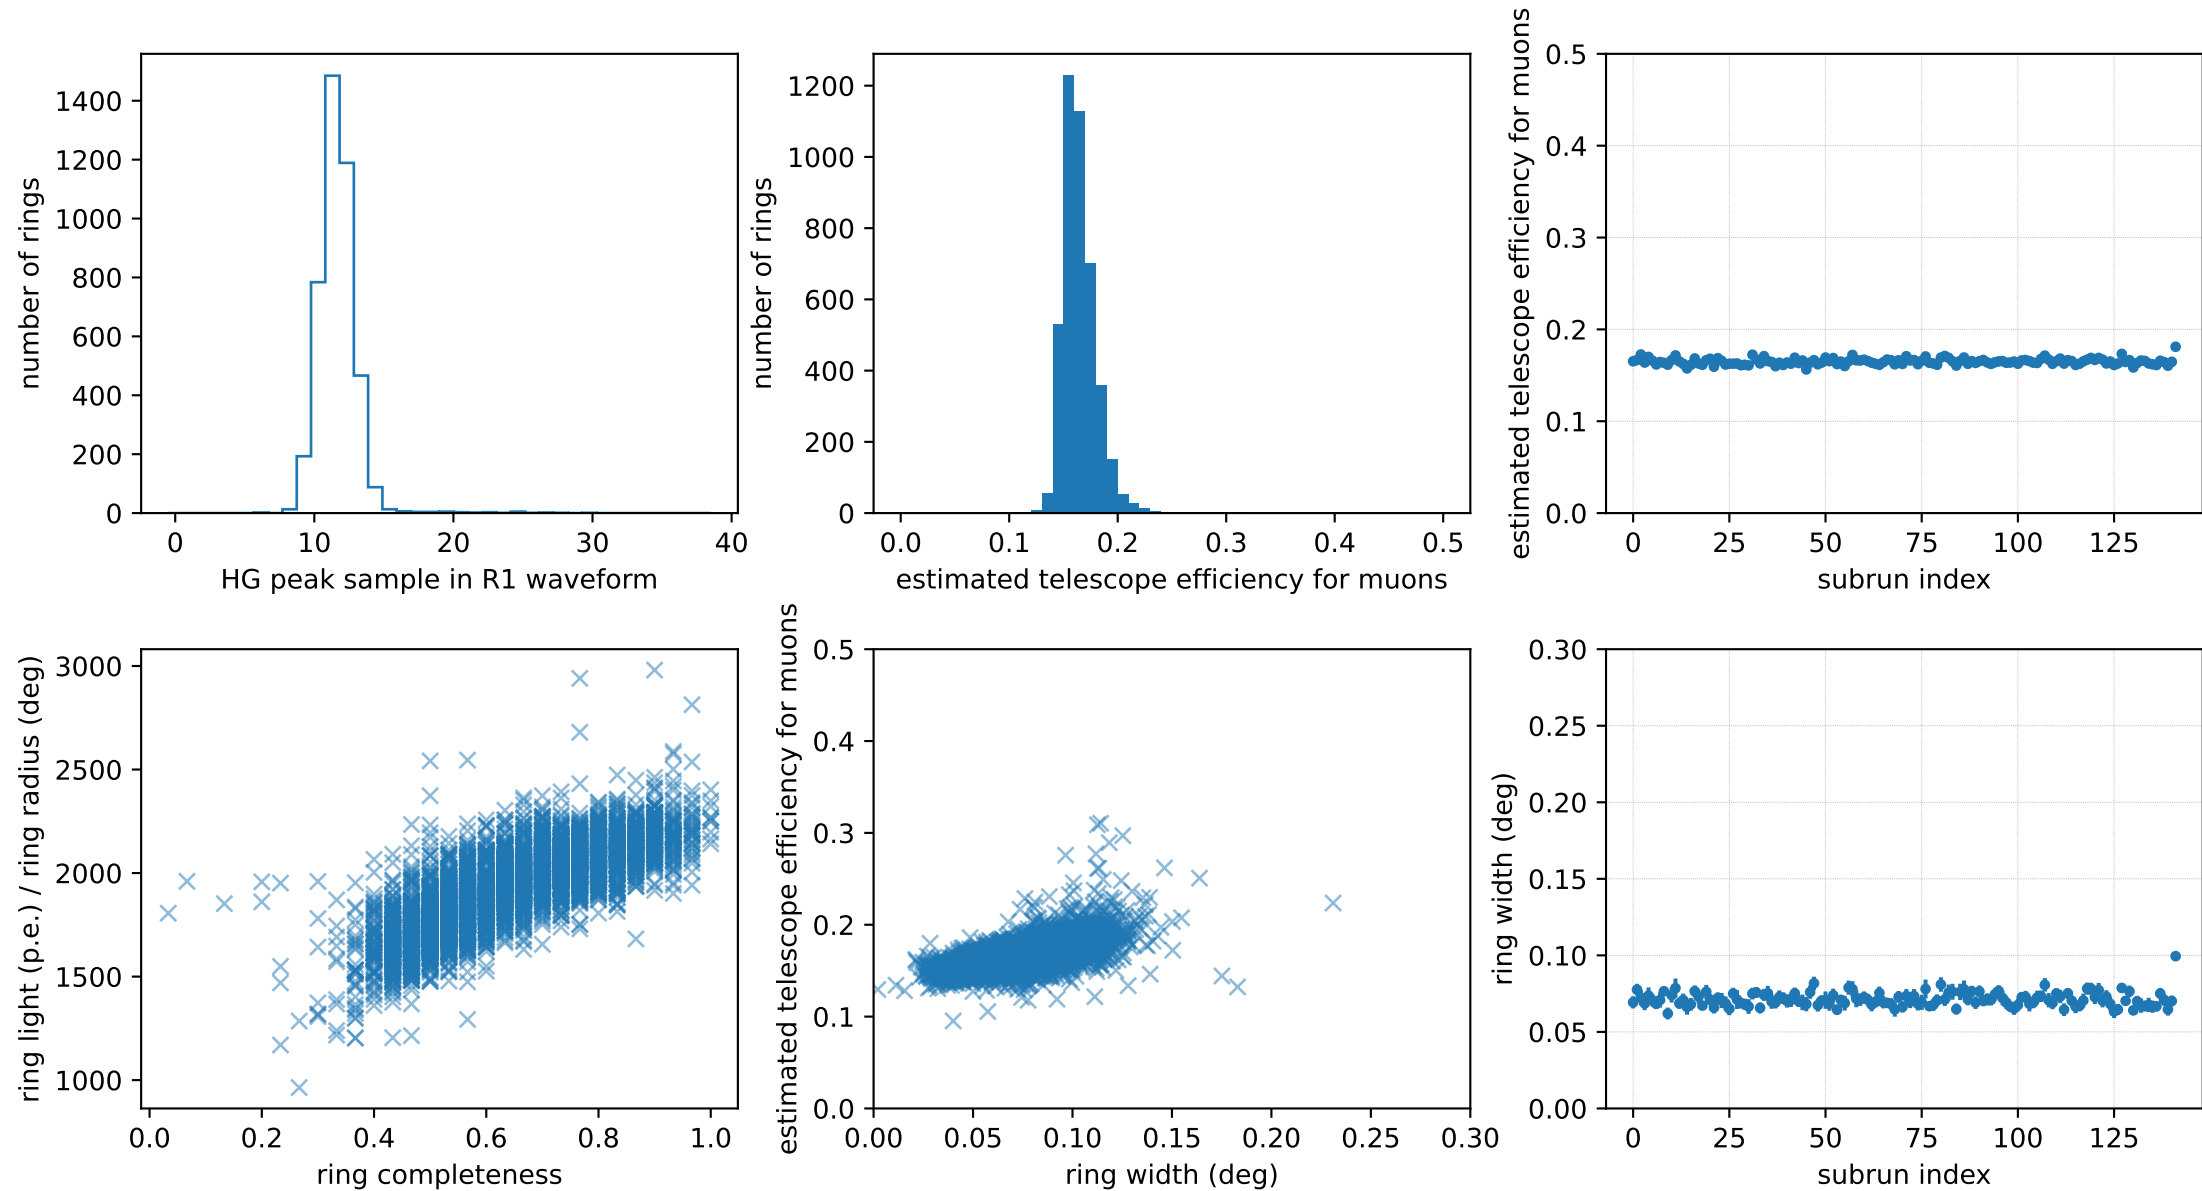 number of rings
1400
1200
1000
800
600
400
200
0
0 10 20 30 40
HG peak sample in R1 waveform
number of rings
1200
1000
800
600
400
200
0
0.0 0.1 0.2 0.3 0.4 0.5
estimated telescope efficiency for muons
estimated telescope efficiency for muons
0.5
0.4
0.3
0.2
0.1
0.0
0 25 50 75 100 125
subrun index
ring light (p.e.) / ring radius (deg)
3000
2500
2000
1500
1000
0.0 0.2 0.4 0.6 0.8 1.0
ring completeness
estimated telescope efficiency for muons
0.5
0.4
0.3
0.2
0.1
0.0
0.00 0.05 0.10 0.15 0.20 0.25 0.30
ring width (deg)
ring width (deg)
0.30
0.25
0.20
0.15
0.10
0.05
0.00
0 25 50 75 100 125
subrun index